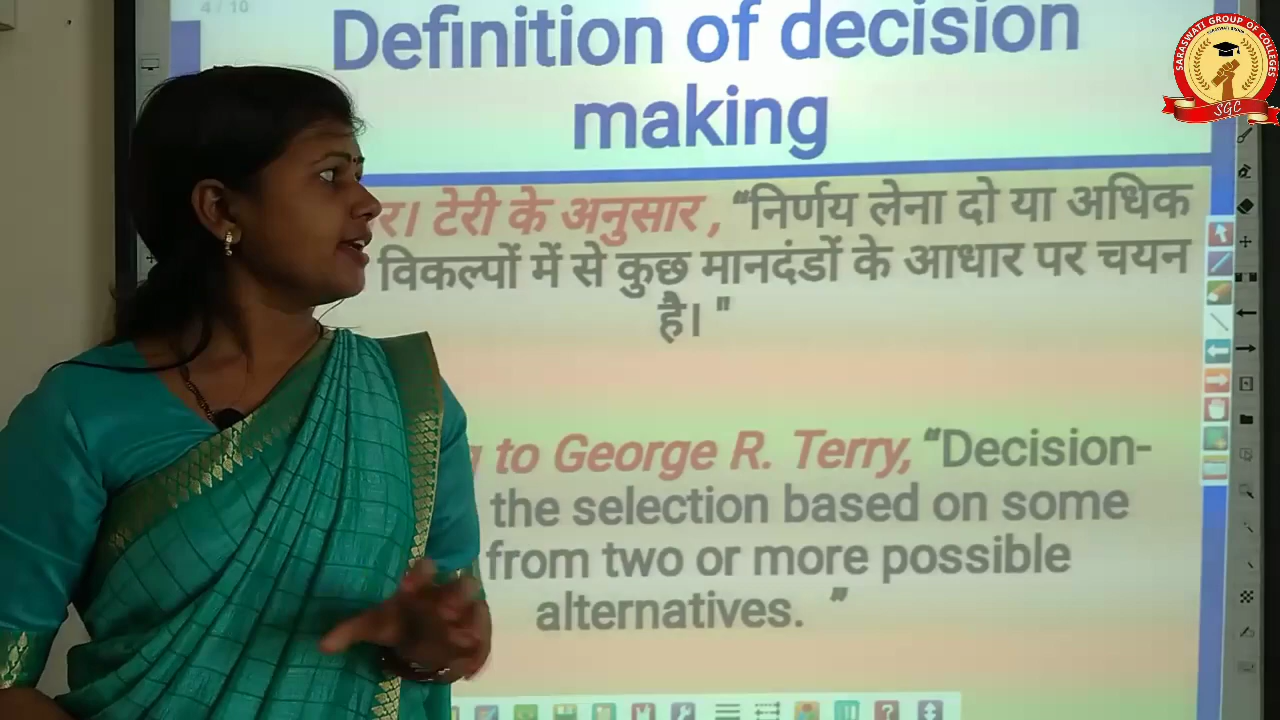 4 / 10
Definition of decision
making
र। टेरी के अनुसार , “निर्णय लेना दो या अधिक
विकल्पों में से कुछ मानदंडों के आधार पर चयन
है। "
to George R. Terry, “Decision-
the selection based on some
from two or more possible
alternatives. ”
SARASWATI GROUP OF COLLEGES
SGC